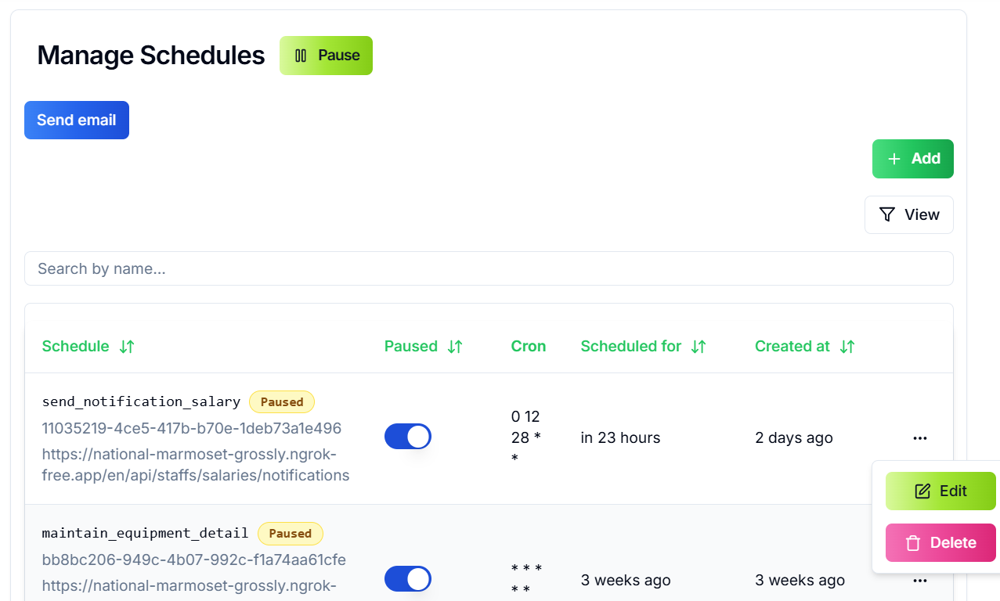 Manage Schedules
Pause
Send email
Add
View
Search by name...
Schedule Paused Cron Scheduled for Created at
send_notification_salary Paused
11035219-4ce5-417b-b70e-1deb73a1e496
https://national-marmoset-grossly.ngrok-
free.app/en/api/staffs/salaries/notifications
0 12
28 *
*
in 23 hours
2 days ago
...
Edit
Delete
maintain_equipment_detail Paused
bb8bc206-949c-4b07-992c-f1a74aa61cfe
https://national-marmoset-grossly.ngrok-
* * *
* *
3 weeks ago
3 weeks ago
...